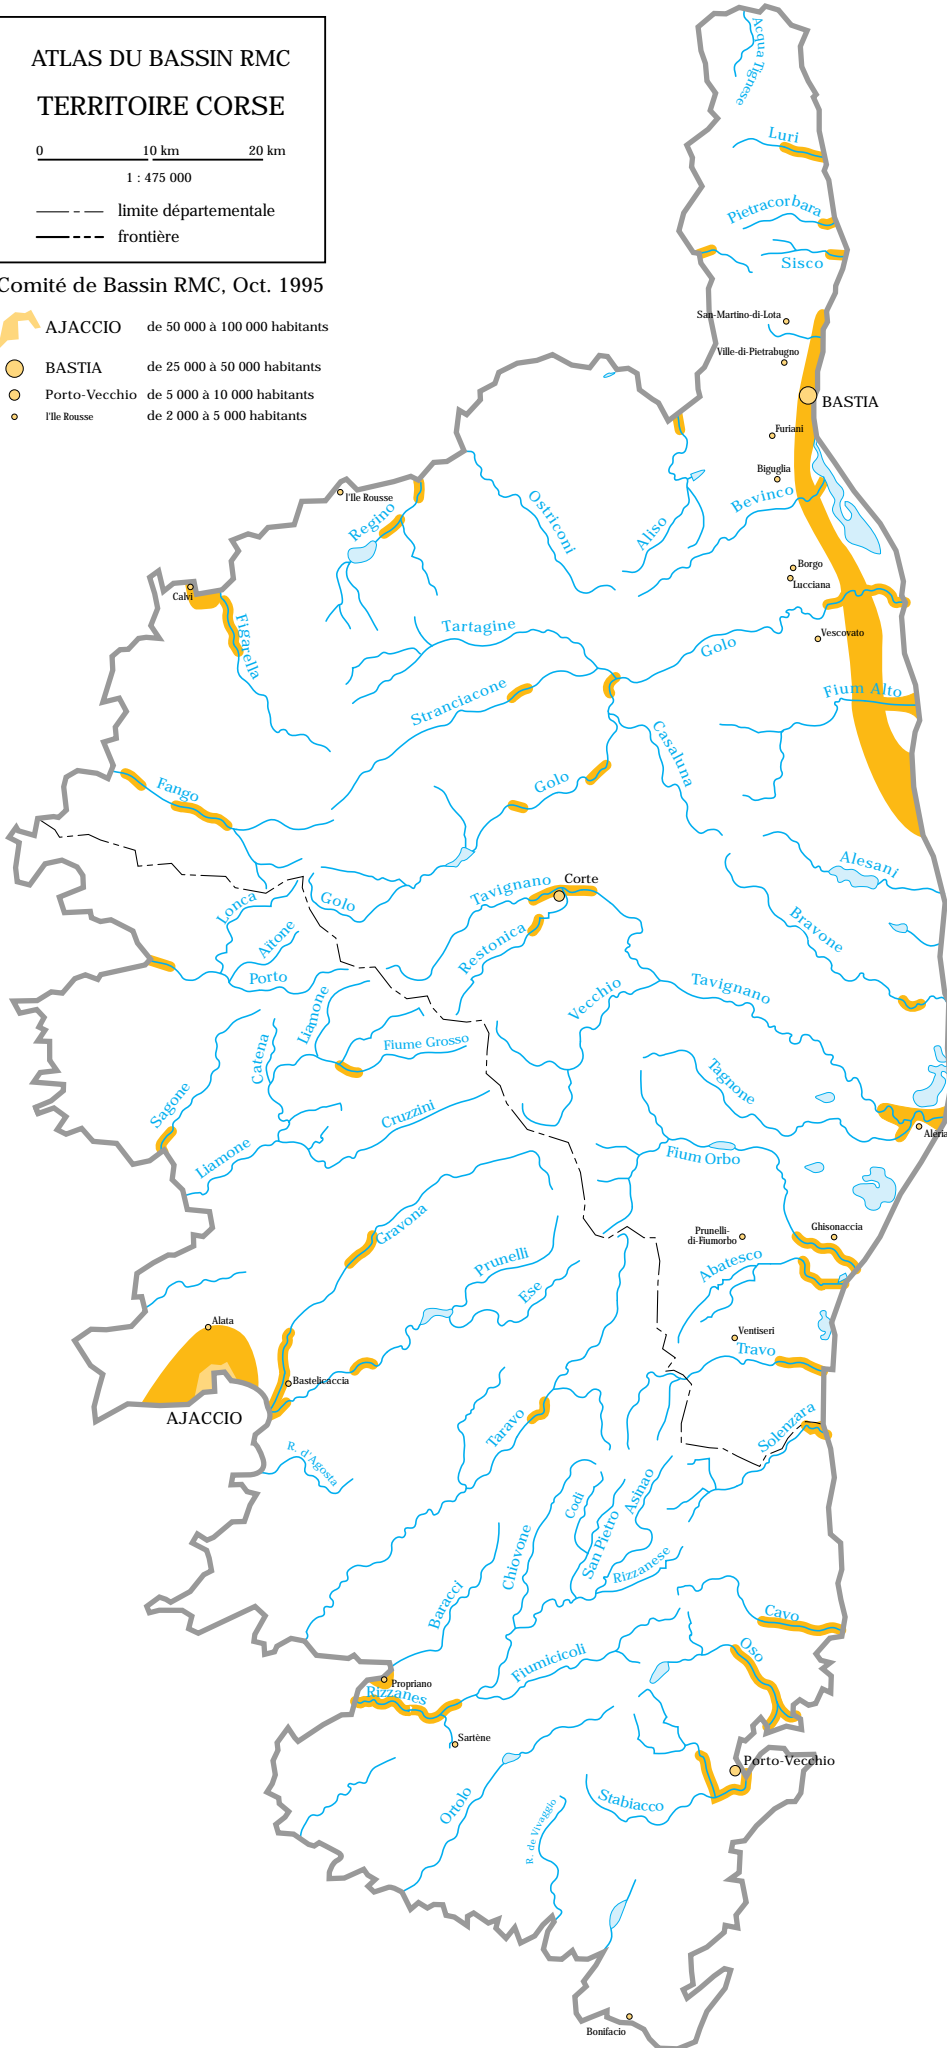 ATLAS DU BASSIN RMC
TERRITOIRE CORSE
0 10 km 20 km
1 : 475 000
limite départementale
frontière
Comité de Bassin RMC, Oct. 1995
AJACCIO de 50 000 à 100 000 habitants
BASTIA de 25 000 à 50 000 habitants
Porto-Vecchio de 5 000 à 10 000 habitants
l'Ile Rousse de 2 000 à 5 000 habitants
Acqua Tignese
Luri
Pietracorbara
Sisco
San-Martino-di-Lota
Ville-di-Pietrabugno
BASTIA
Furiani
Biguglia
Bevinco
l'Ile Rousse
Regino
Ostriconi
Aliso
Borgo
Lucciana
Calvi
Figarella
Tartagine
Golo
Vescovato
Stranciacone
Fium Alto
Casaluna
Fango
Golo
Alesani
Tavignano
Corte
Lonca
Golo
Aïtone
Restonica
Bravone
Porto
Liamone
Vecchio
Tavignano
Catena
Fiume Grosso
Tagnone
Sagone
Cruzzini
Aléria
Liamone
Fium Orbo
Gravona
Prunelli-
di-Fiumorbo
Ghisonaccia
Prunelli
Abatesco
Ese
Alata
Ventiseri
Travo
Bastelicaccia
AJACCIO
Taravo
Solenzara
R. d'Agosta
Codi
Asinao
San Pietro
Chiovone
Rizzanese
Baracci
Cavo
Oso
Fiumicicoli
Propriano
Rizzanes
Sartène
Porto-Vecchio
Ortolo
Stabiacco
R. de Vivaggio
Bonifacio